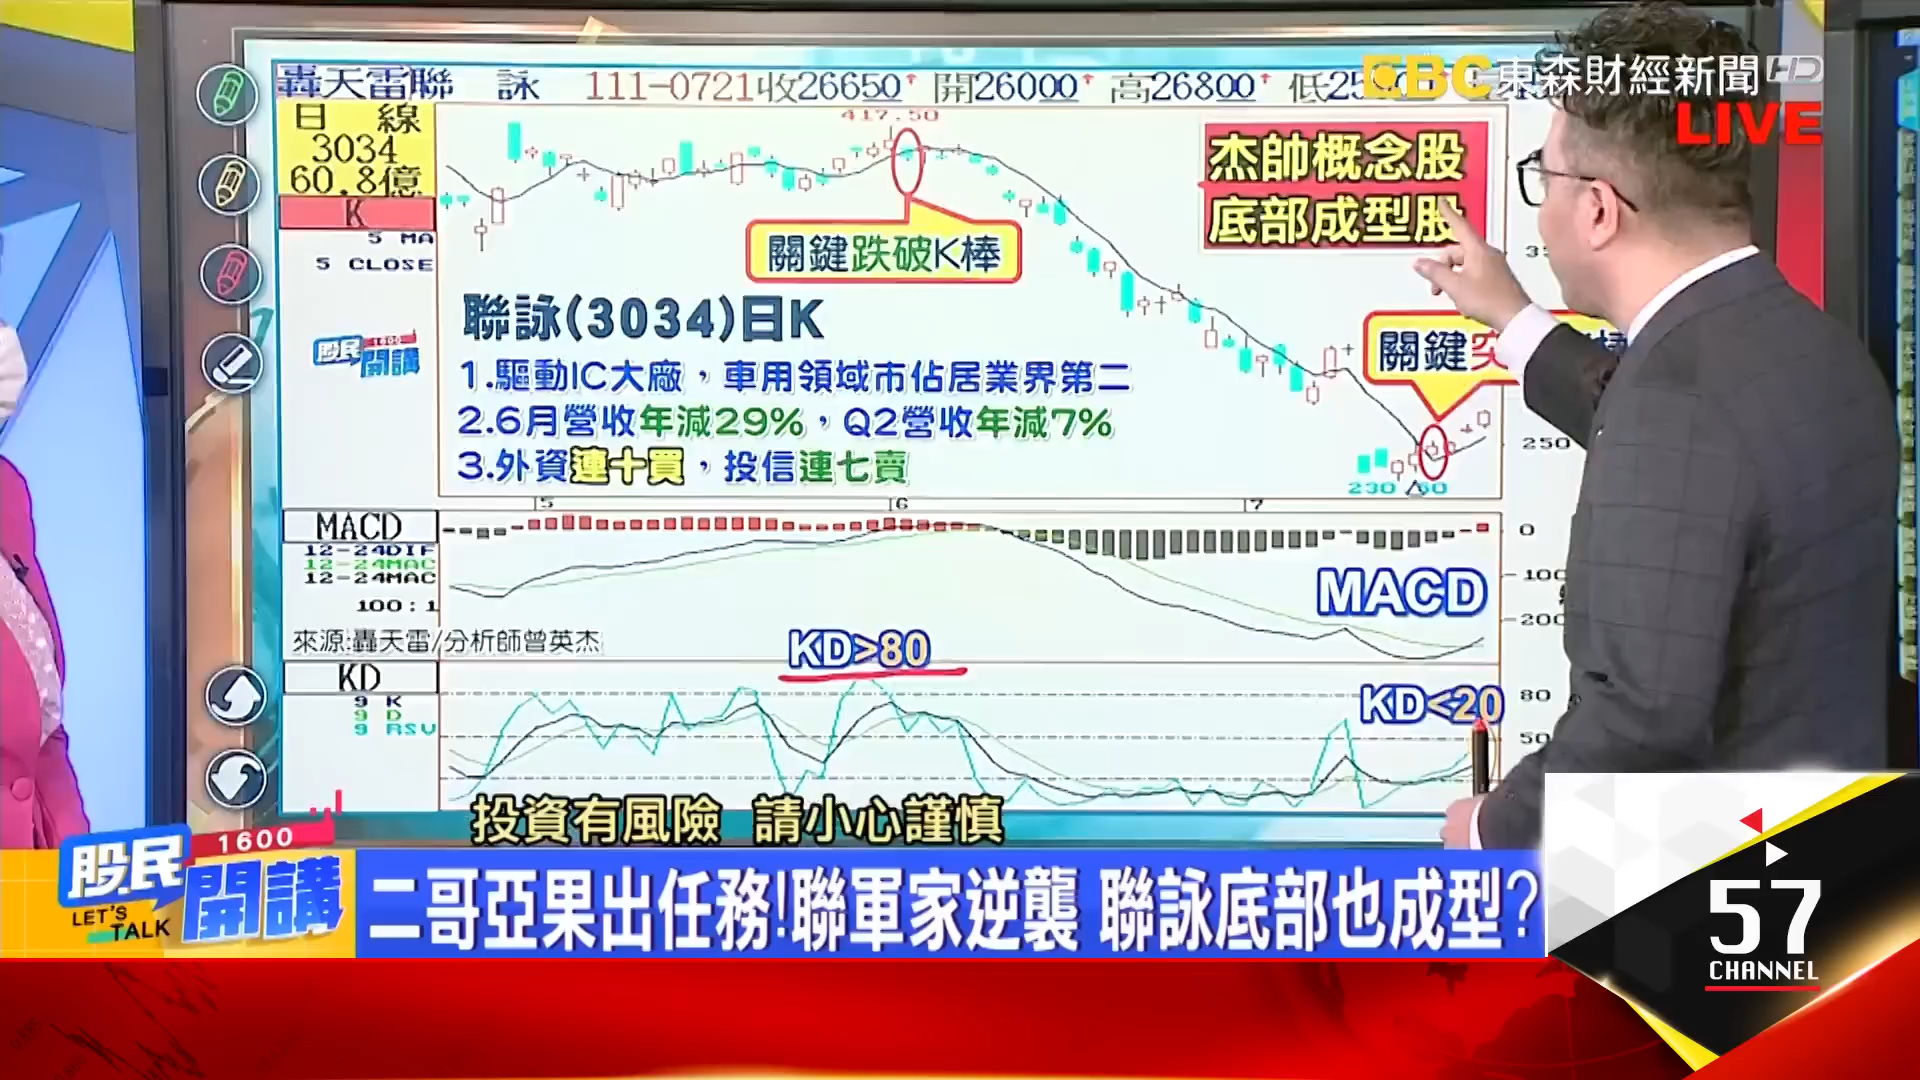 轟天雷聯 詠 111-0721收26650↑ 開26000↑ 高26800↑
EBC東森財經新聞HD
LIVE
日 線
3034
60.8億
K
5 MA
5 CLOSE
417.50
杰帥概念股
底部成型股
關鍵跌破K棒
關鍵突
聯詠(3034)日K
1.驅動IC大廠，車用領域市佔居業界第二
2.6月營收年減29%，Q2營收年減7%
3.外資連十買，投信連七賣
股民開講
1600
250
5
6
7
MACD
12-24DIF
12-24MAC
12-24MAC
100:1
0
-100
-200
MACD
來源:轟天雷/分析師曾英杰
KD>80
KD<20
KD
9 K
9 D
9 RSV
80
50
投資有風險 請小心謹慎
股民開講
1600
LET'S TALK
二哥亞果出任務!聯軍家逆襲 聯詠底部也成型?
57
CHANNEL